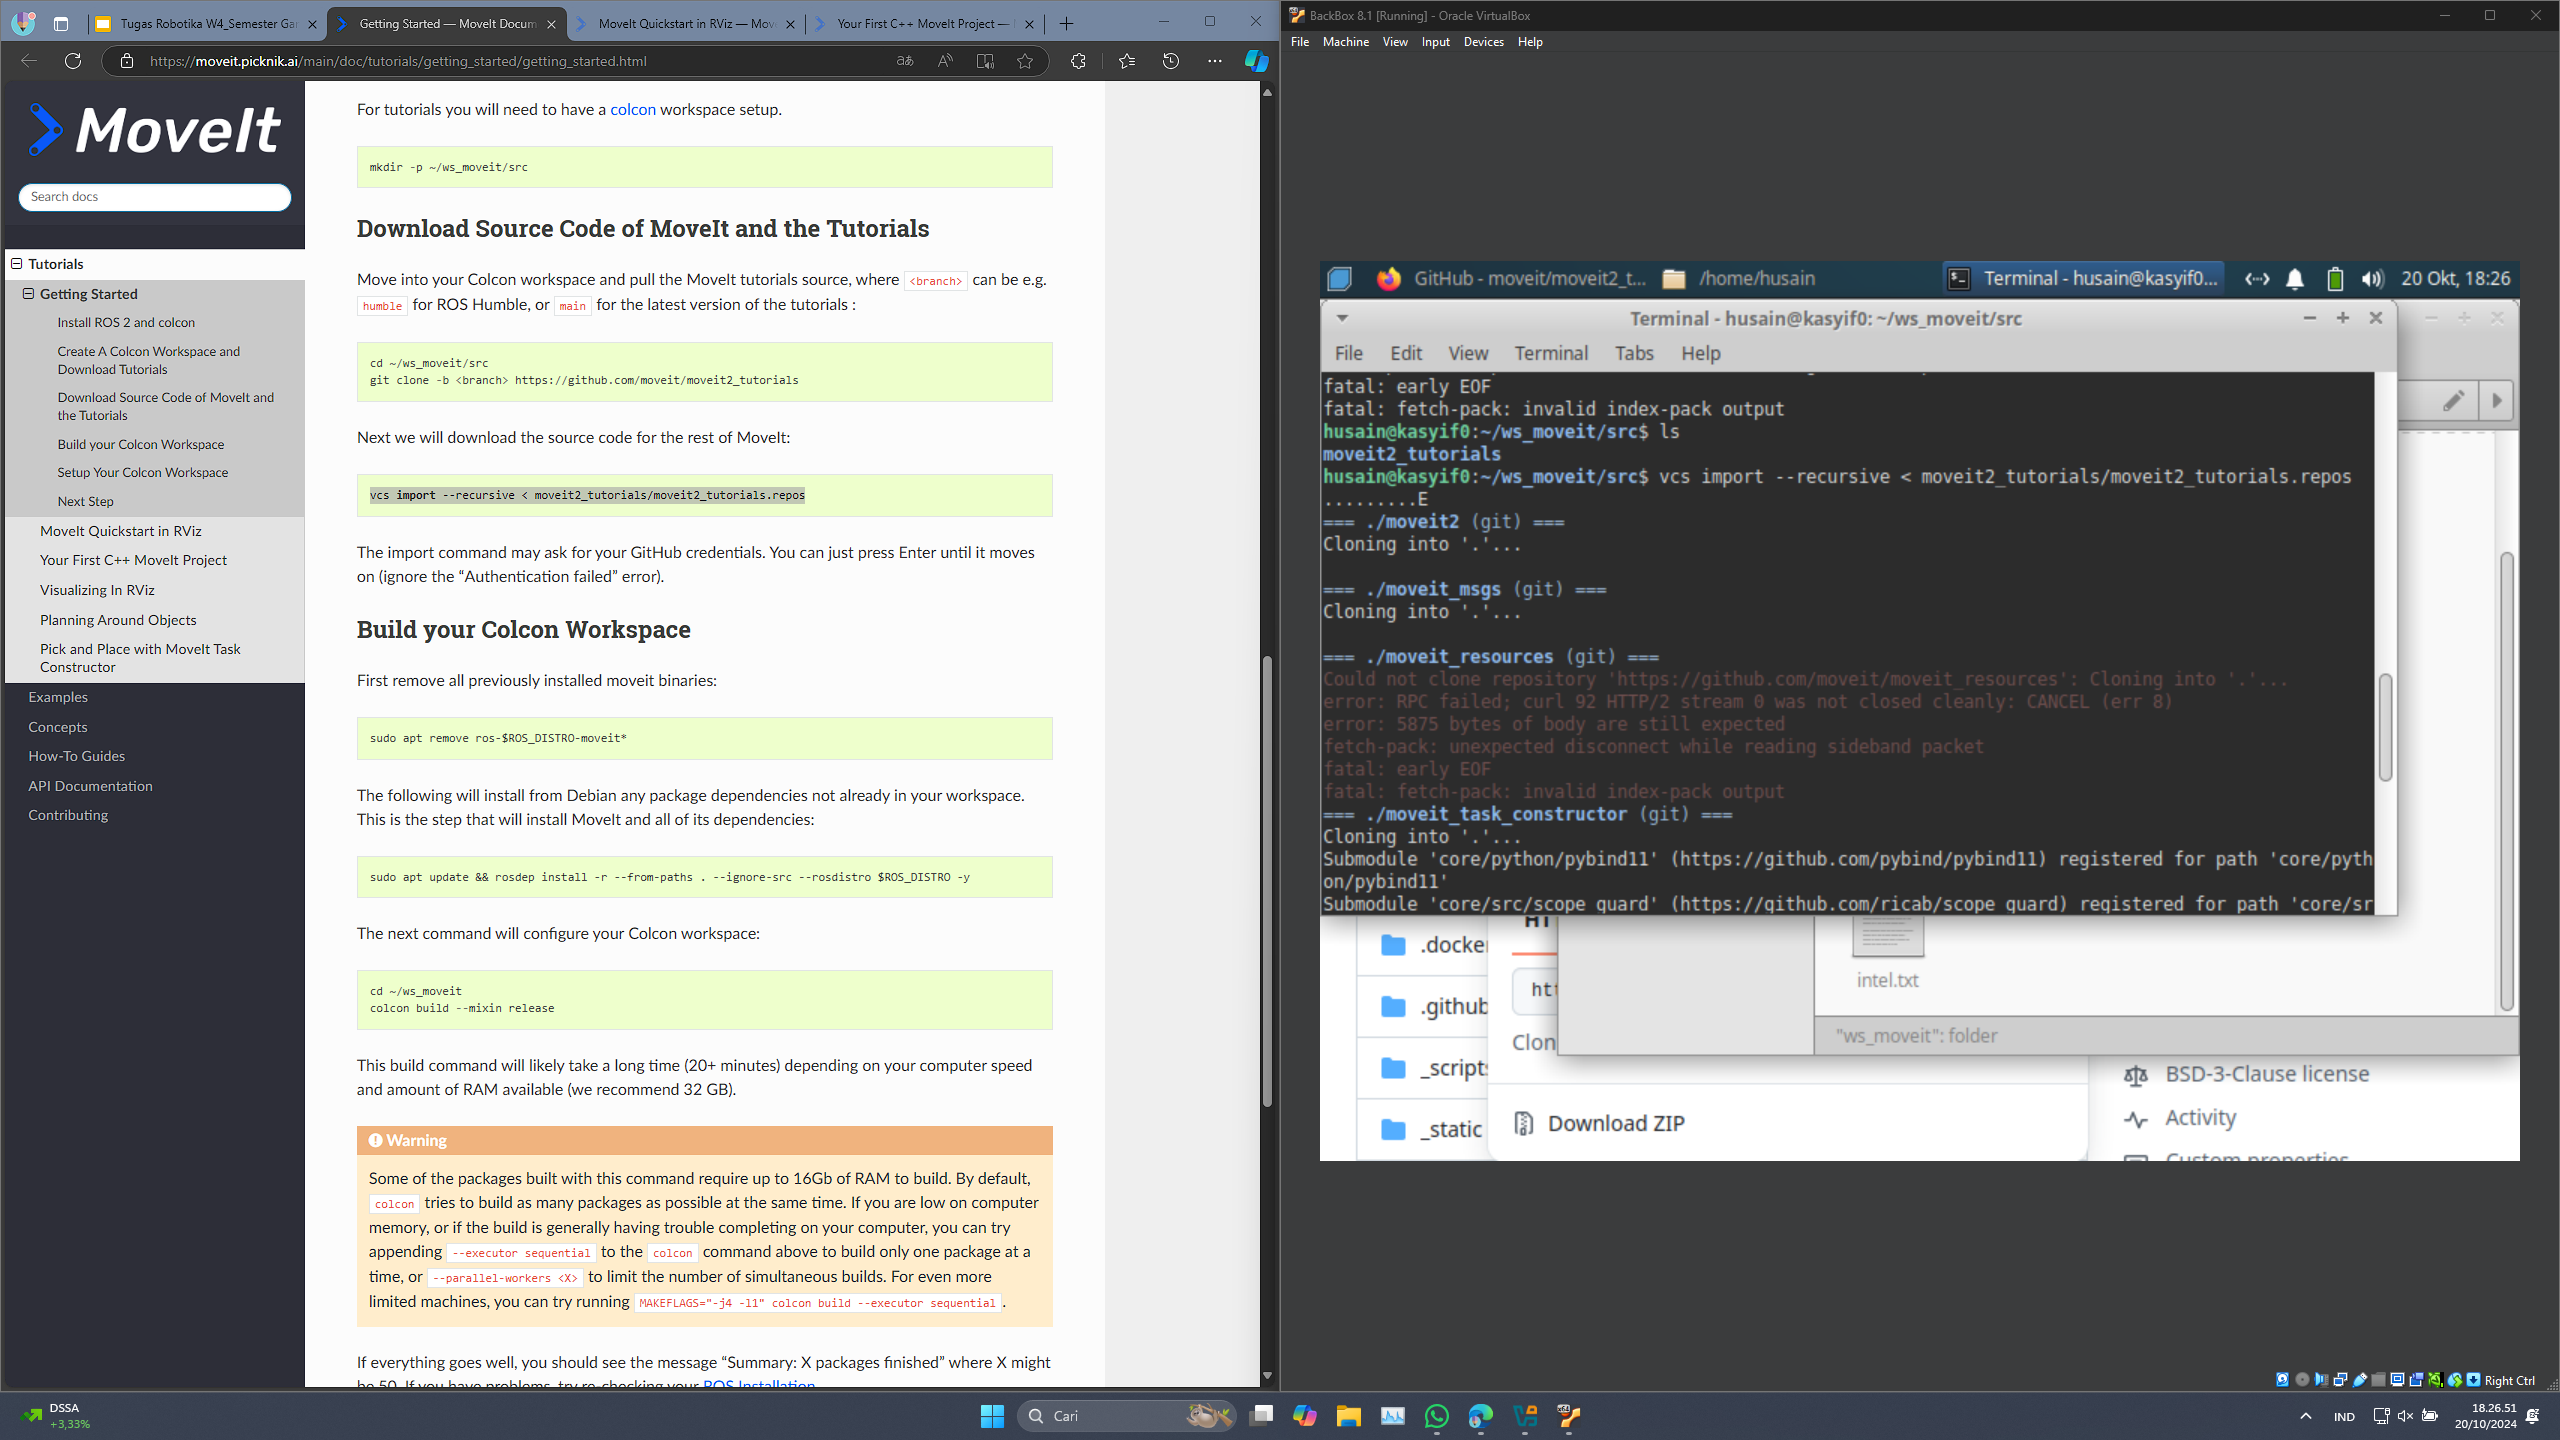 Tugas Robotika W4_Semester Ga
Getting Started — MoveIt Docum
MoveIt Quickstart in RViz — Mov
Your First C++ MoveIt Project —
https://moveit.picknik.ai/main/doc/tutorials/getting_started/getting_started.html
MoveIt
Search docs
Tutorials
Getting Started
Install ROS 2 and colcon
Create A Colcon Workspace and
Download Tutorials
Download Source Code of MoveIt and
the Tutorials
Build your Colcon Workspace
Setup Your Colcon Workspace
Next Step
MoveIt Quickstart in RViz
Your First C++ MoveIt Project
Visualizing In RViz
Planning Around Objects
Pick and Place with MoveIt Task
Constructor
Examples
Concepts
How-To Guides
API Documentation
Contributing
For tutorials you will need to have a colcon workspace setup.
mkdir -p ~/ws_moveit/src
Download Source Code of MoveIt and the Tutorials
Move into your Colcon workspace and pull the MoveIt tutorials source, where <branch> can be e.g.
humble for ROS Humble, or main for the latest version of the tutorials :
cd ~/ws_moveit/src
git clone -b <branch> https://github.com/moveit/moveit2_tutorials
Next we will download the source code for the rest of MoveIt:
vcs import --recursive < moveit2_tutorials/moveit2_tutorials.repos
The import command may ask for your GitHub credentials. You can just press Enter until it moves
on (ignore the “Authentication failed” error).
Build your Colcon Workspace
First remove all previously installed moveit binaries:
sudo apt remove ros-$ROS_DISTRO-moveit*
The following will install from Debian any package dependencies not already in your workspace.
This is the step that will install MoveIt and all of its dependencies:
sudo apt update && rosdep install -r --from-paths . --ignore-src --rosdistro $ROS_DISTRO -y
The next command will configure your Colcon workspace:
cd ~/ws_moveit
colcon build --mixin release
This build command will likely take a long time (20+ minutes) depending on your computer speed
and amount of RAM available (we recommend 32 GB).
Warning
Some of the packages built with this command require up to 16Gb of RAM to build. By default,
colcon tries to build as many packages as possible at the same time. If you are low on computer
memory, or if the build is generally having trouble completing on your computer, you can try
appending --executor sequential to the colcon command above to build only one package at a
time, or --parallel-workers <X> to limit the number of simultaneous builds. For even more
limited machines, you can try running MAKEFLAGS="-j4 -l1" colcon build --executor sequential .
If everything goes well, you should see the message “Summary: X packages finished” where X might
be 50. If you have problems, try re-checking your ROS Installation
BackBox 8.1 [Running] - Oracle VirtualBox
File Machine View Input Devices Help
GitHub - moveit/moveit2_t... /home/husain Terminal - husain@kasyif0... 20 Okt, 18:26
Terminal - husain@kasyif0: ~/ws_moveit/src
File Edit View Terminal Tabs Help
fatal: early EOF
fatal: fetch-pack: invalid index-pack output
husain@kasyif0:~/ws_moveit/src$ ls
moveit2_tutorials
husain@kasyif0:~/ws_moveit/src$ vcs import --recursive < moveit2_tutorials/moveit2_tutorials.repos
.........E
=== ./moveit2 (git) ===
Cloning into '.'...
=== ./moveit_msgs (git) ===
Cloning into '.'...
=== ./moveit_resources (git) ===
Could not clone repository 'https://github.com/moveit/moveit_resources': Cloning into '.'...
error: RPC failed; curl 92 HTTP/2 stream 0 was not closed cleanly: CANCEL (err 8)
error: 5875 bytes of body are still expected
fetch-pack: unexpected disconnect while reading sideband packet
fatal: early EOF
fatal: fetch-pack: invalid index-pack output
=== ./moveit_task_constructor (git) ===
Cloning into '.'...
Submodule 'core/python/pybind11' (https://github.com/pybind/pybind11) registered for path 'core/pyth
on/pybind11'
Submodule 'core/src/scope_guard' (https://github.com/ricab/scope_guard) registered for path 'core/sr
.docke
.github
_scripts
_static
HT
htt
Clon
Download ZIP
intel.txt
"ws_moveit": folder
BSD-3-Clause license
Activity
Custom properties
Right Ctrl
DSSA
+3,33%
Cari
IND
18.26.51
20/10/2024